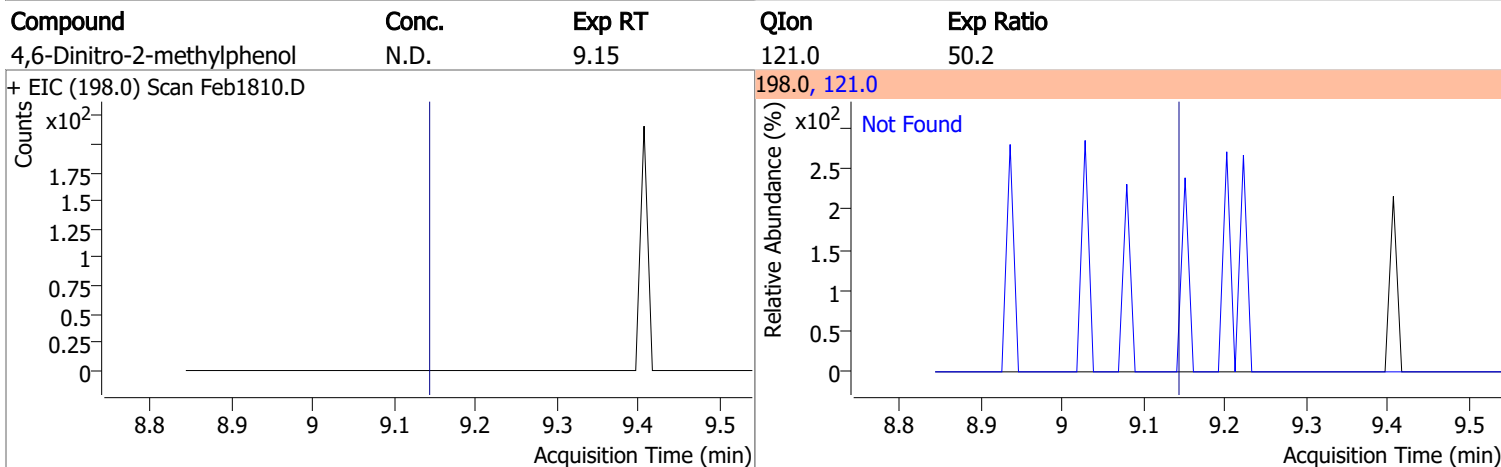 Compound Conc. Exp RT QIon Exp Ratio
4,6-Dinitro-2-methylphenol N.D. 9.15 121.0 50.2
+ EIC (198.0) Scan Feb1810.D
Counts
x10²
1.75
1.5
1.25
1
0.75
0.5
0.25
0
8.8 8.9 9 9.1 9.2 9.3 9.4 9.5
Acquisition Time (min)
198.0, 121.0
Relative Abundance (%)
x10²
Not Found
2.5
2
1.5
1
0.5
0
8.8 8.9 9 9.1 9.2 9.3 9.4 9.5
Acquisition Time (min)